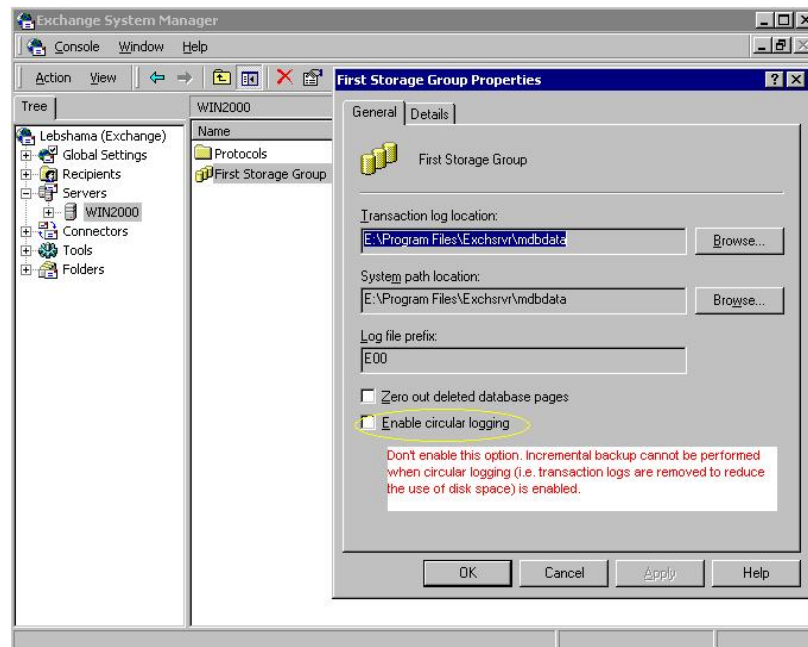 Exchange System Manager
Console Window Help
Action View
Tree
WIN2000
Name
Lebshama (Exchange)
Global Settings
Recipients
Servers
WIN2000
Connectors
Tools
Folders
Protocols
First Storage Group
First Storage Group Properties
General Details
First Storage Group
Transaction log location:
E:\Program Files\Exchsrvr\mdbdata
Browse...
System path location:
E:\Program Files\Exchsrvr\mdbdata
Browse...
Log file prefix:
E00
Zero out deleted database pages
Enable circular logging
Don't enable this option. Incremental backup cannot be performed
when circular logging (i.e. transaction logs are removed to reduce
the use of disk space) is enabled.
OK Cancel Apply Help